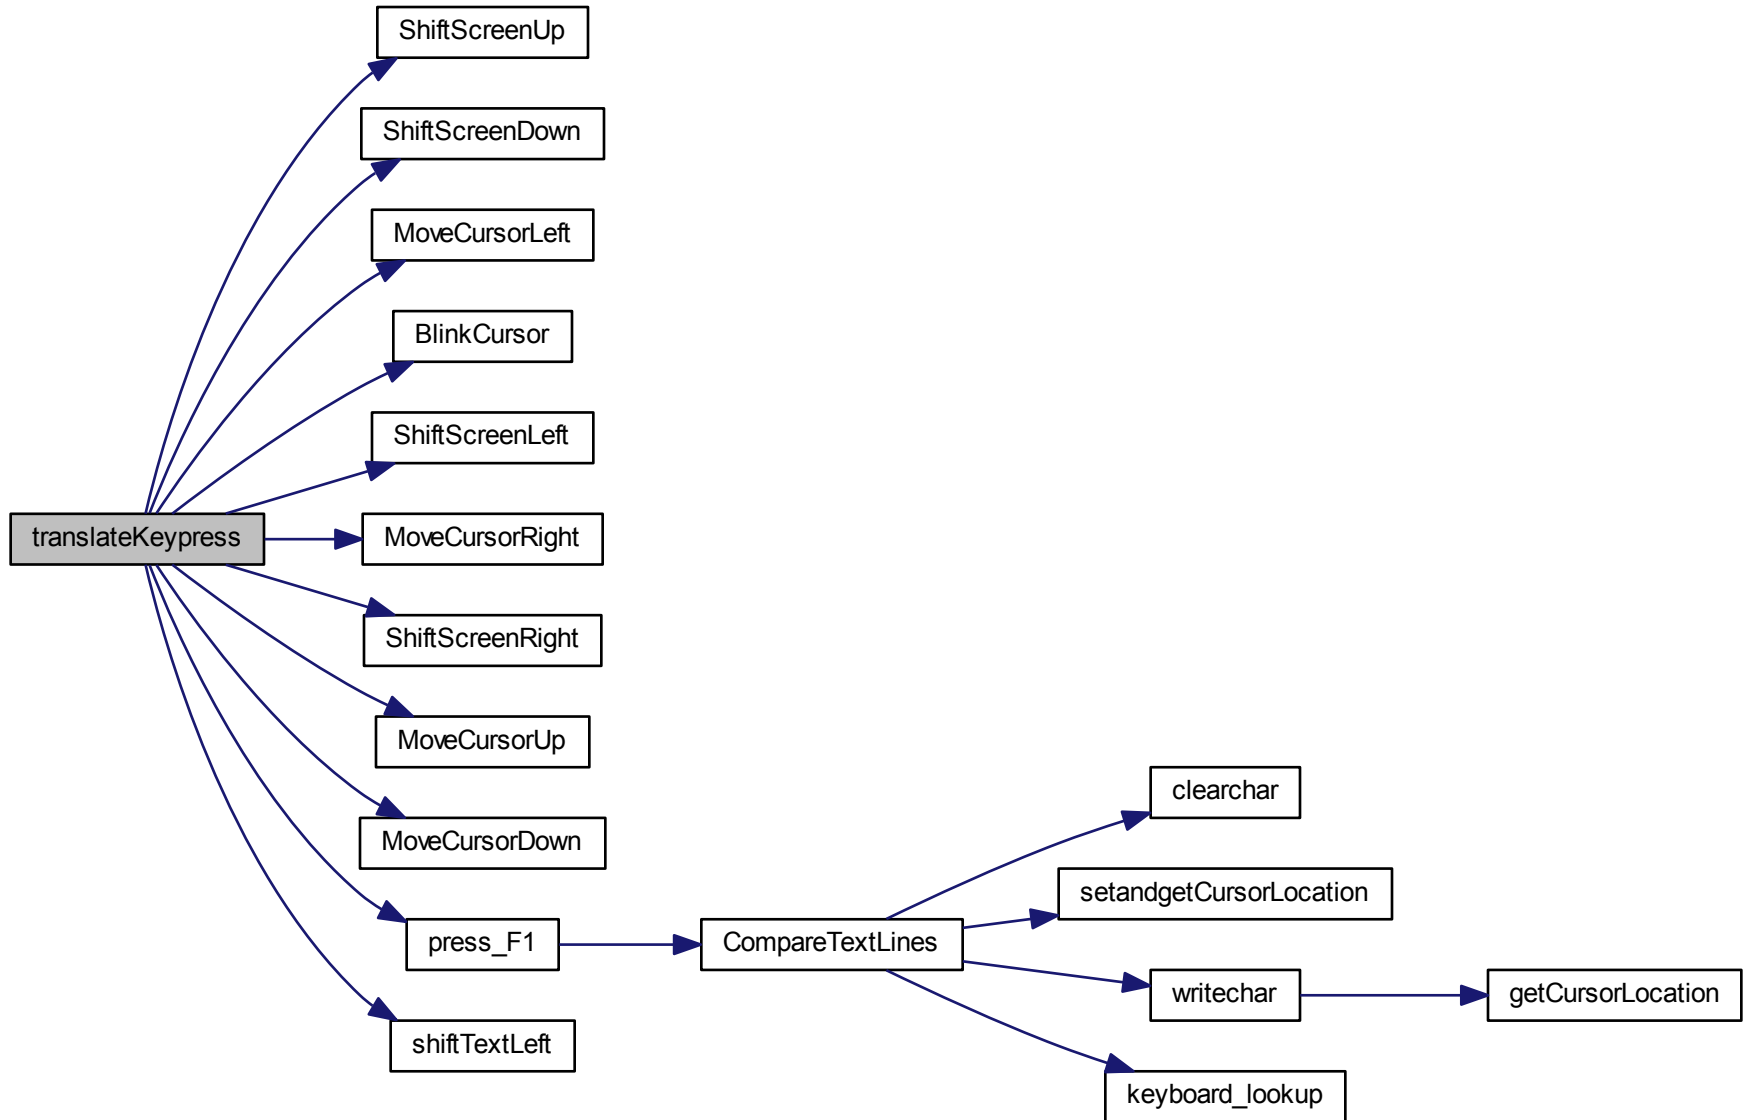 ShiftScreenUp
ShiftScreenDown
MoveCursorLeft
BlinkCursor
ShiftScreenLeft
translateKeypress
MoveCursorRight
ShiftScreenRight
MoveCursorUp
clearchar
MoveCursorDown
setandgetCursorLocation
press_F1
CompareTextLines
writechar
getCursorLocation
shiftTextLeft
keyboard_lookup